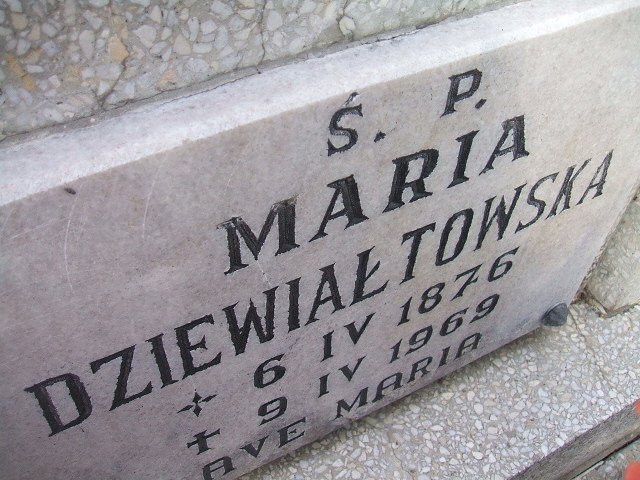 Ś. P.
MARIA
DZIEWIAŁTOWSKA
✧ 6 IV 1876
✝ 9 IV 1969
AVE MARIA